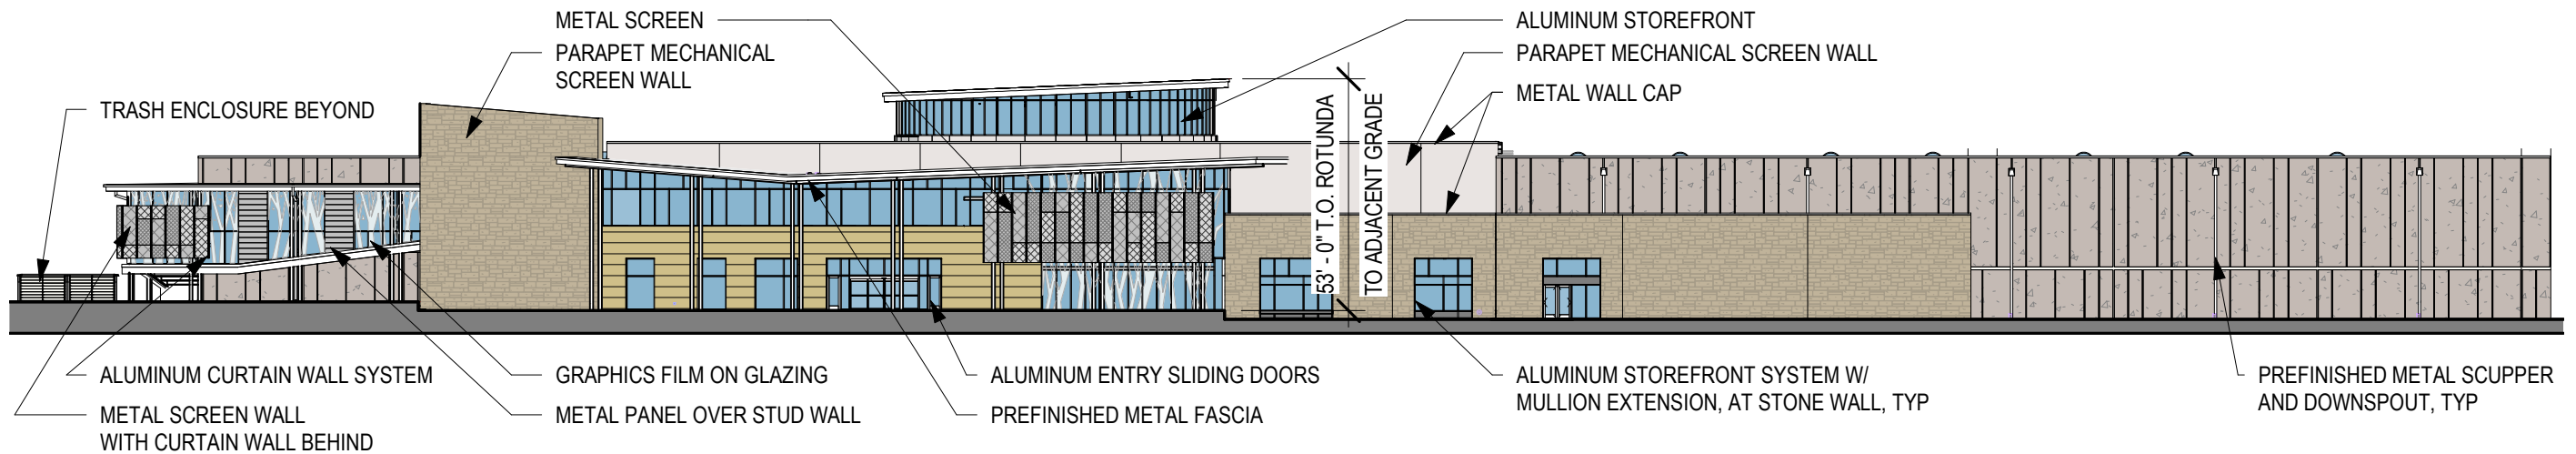 METAL SCREEN
PARAPET MECHANICAL
SCREEN WALL
TRASH ENCLOSURE BEYOND
ALUMINUM STOREFRONT
PARAPET MECHANICAL SCREEN WALL
METAL WALL CAP
53' - 0" T.O. ROTUNDA
TO ADJACENT GRADE
ALUMINUM CURTAIN WALL SYSTEM
METAL SCREEN WALL
WITH CURTAIN WALL BEHIND
GRAPHICS FILM ON GLAZING
METAL PANEL OVER STUD WALL
ALUMINUM ENTRY SLIDING DOORS
PREFINISHED METAL FASCIA
ALUMINUM STOREFRONT SYSTEM W/
MULLION EXTENSION, AT STONE WALL, TYP
PREFINISHED METAL SCUPPER
AND DOWNSPOUT, TYP